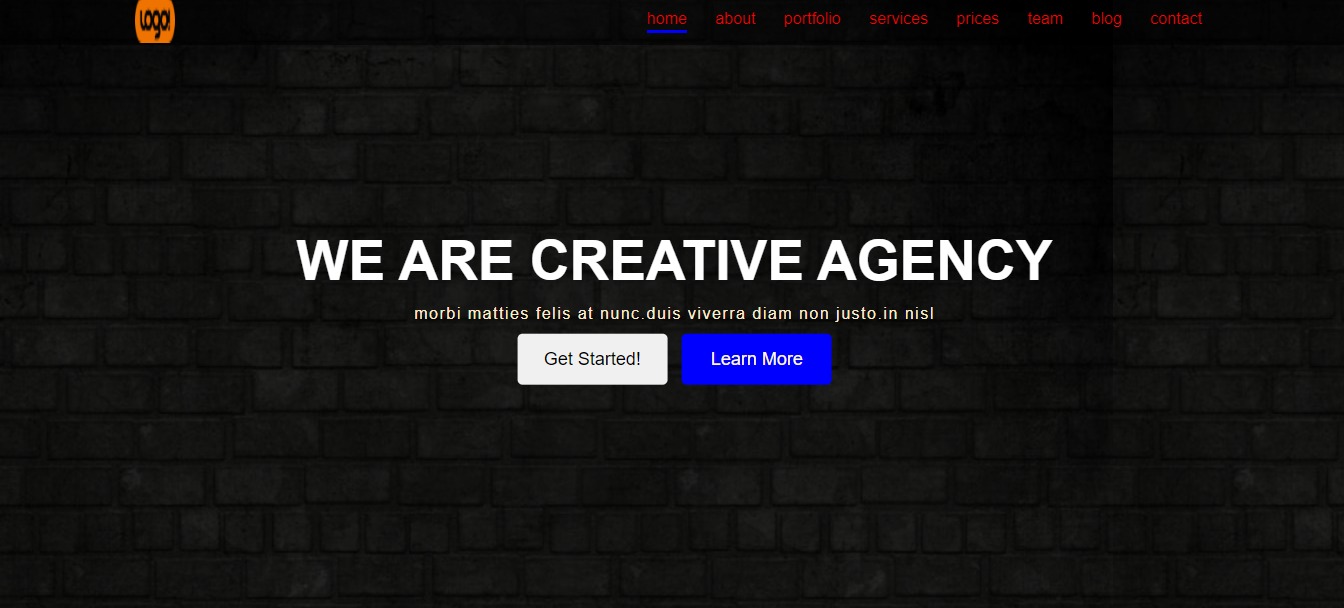 Logo!
home about portfolio services prices team blog contact
WE ARE CREATIVE AGENCY
morbi matties felis at nunc.duis viverra diam non justo.in nisl
Get Started! Learn More